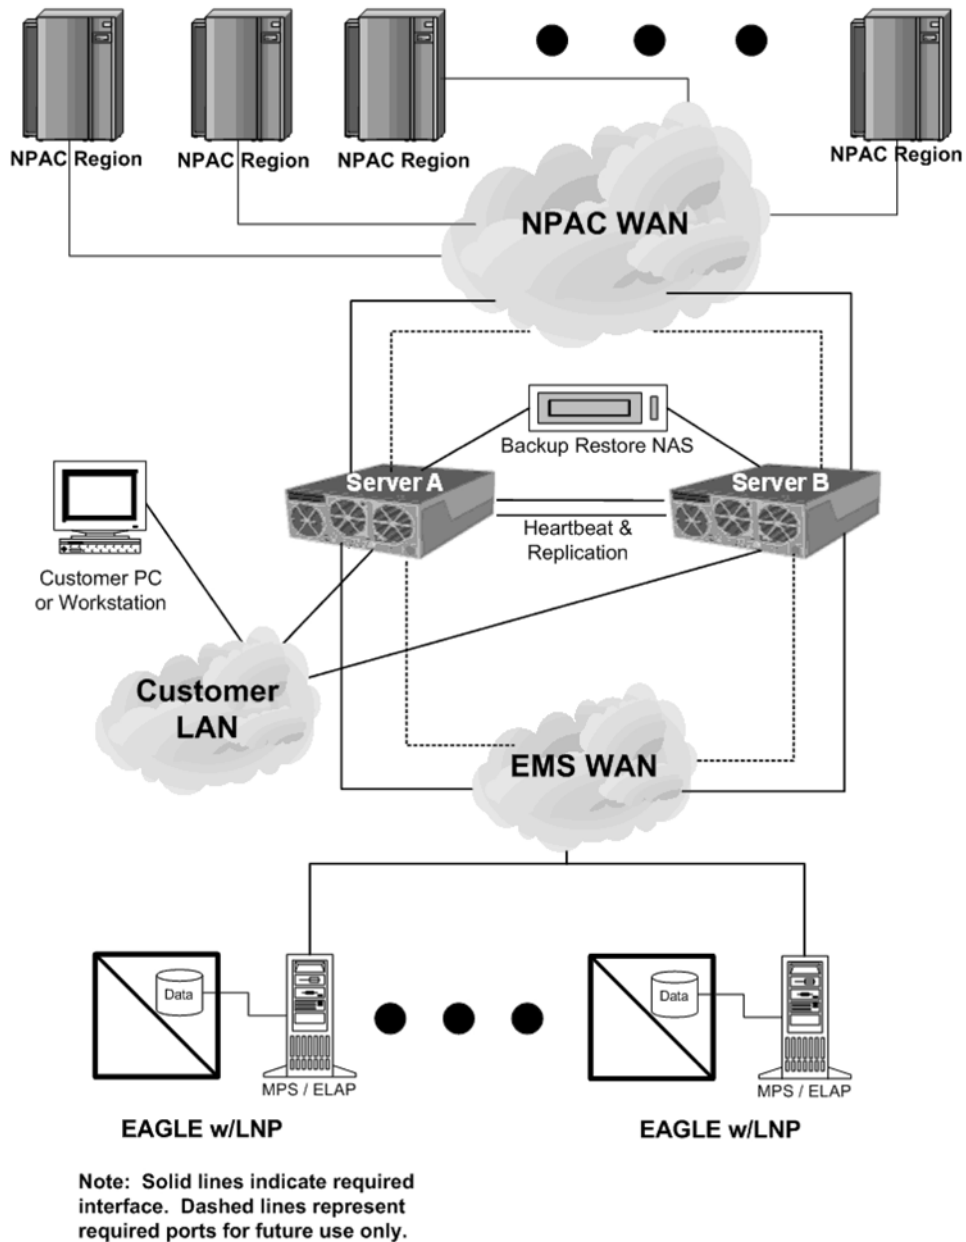 NPAC Region
NPAC Region
NPAC Region
NPAC Region
NPAC WAN
Backup Restore NAS
Server A
Server B
Heartbeat &
Replication
Customer PC
or Workstation
Customer
LAN
EMS WAN
Data
MPS / ELAP
Data
MPS / ELAP
EAGLE w/LNP
EAGLE w/LNP
Note: Solid lines indicate required
interface. Dashed lines represent
required ports for future use only.